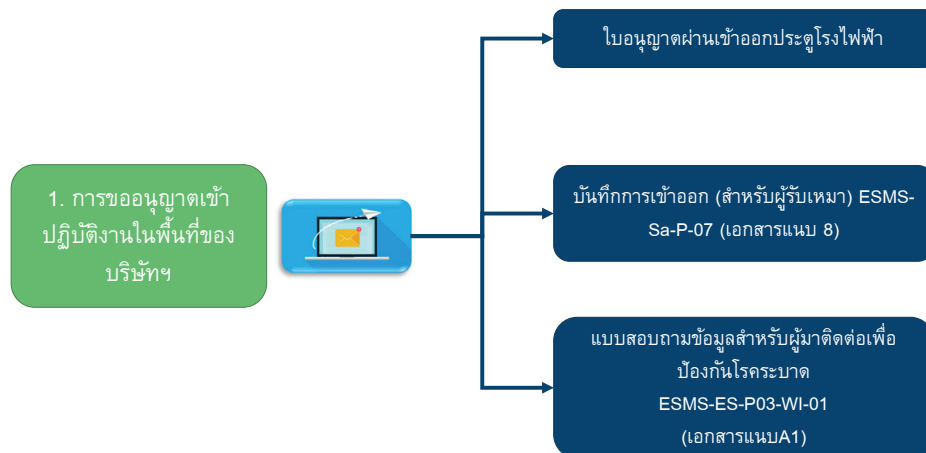 ใบอนุญาตผ่านเข้าออกประตูโรงไฟฟ้า
1. การขออนุญาตเข้า
ปฏิบัติงานในพื้นที่ของ
บริษัทฯ
บันทึกการเข้าออก (สำหรับผู้รับเหมา) ESMS-
Sa-P-07 (เอกสารแนบ 8)
แบบสอบถามข้อมูลสำหรับผู้มาติดต่อเพื่อ
ป้องกันโรคระบาด
ESMS-ES-P03-WI-01
(เอกสารแนบA1)